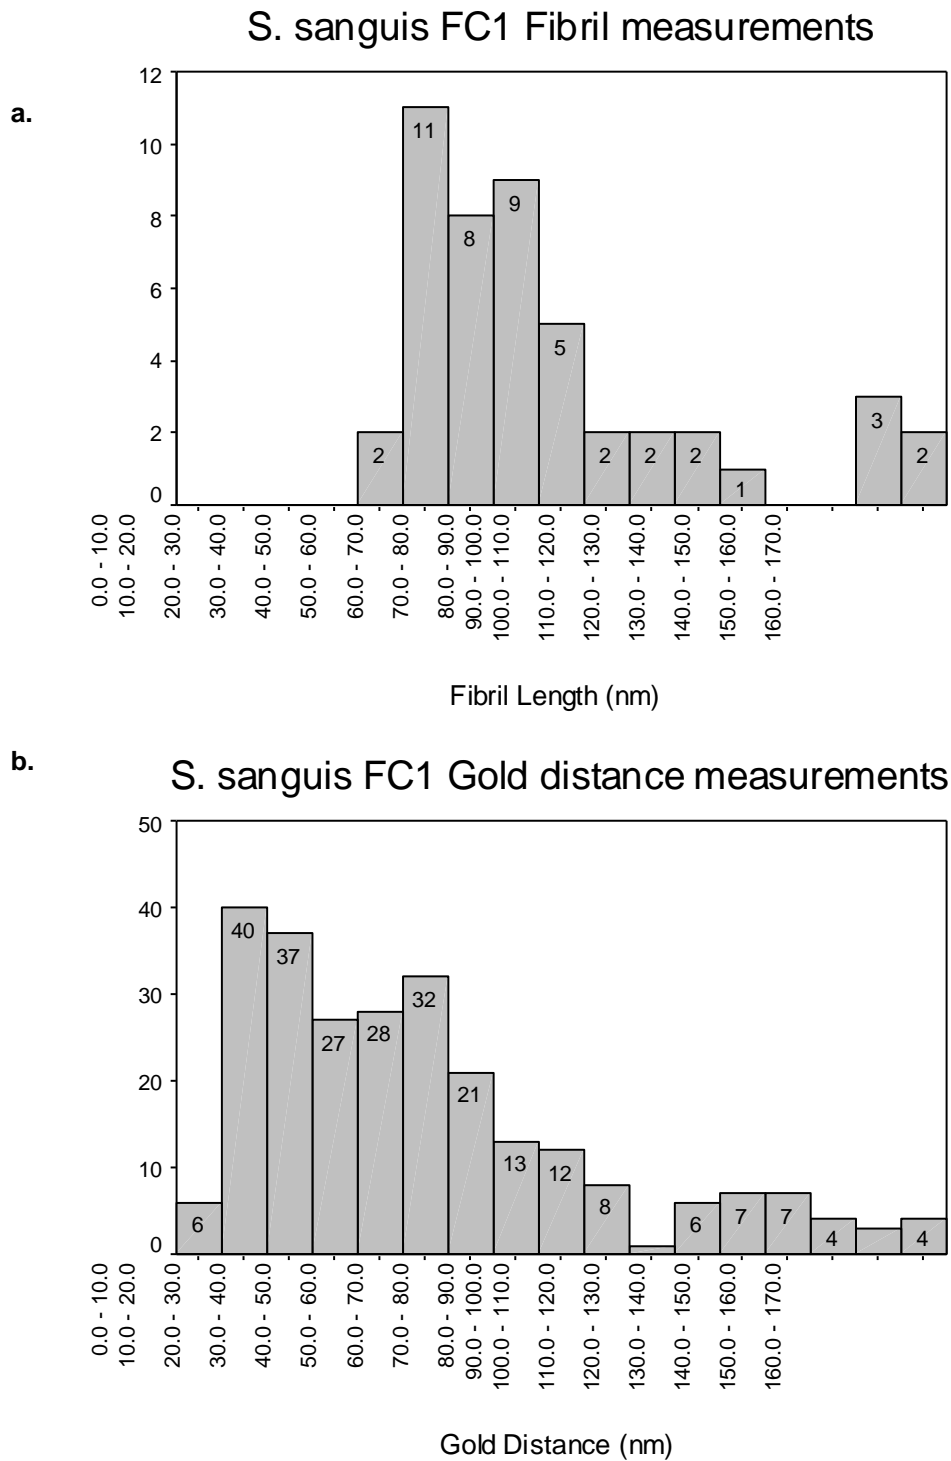 S. sanguis FC1 Fibril measurements
a.
12
10
8
6
4
2
0
11
8
9
5
2
2
2
2
1
3
2
0.0 - 10.0
10.0 - 20.0
20.0 - 30.0
30.0 - 40.0
40.0 - 50.0
50.0 - 60.0
60.0 - 70.0
70.0 - 80.0
80.0 - 90.0
90.0 - 100.0
100.0 - 110.0
110.0 - 120.0
120.0 - 130.0
130.0 - 140.0
140.0 - 150.0
150.0 - 160.0
160.0 - 170.0
Fibril Length (nm)
b.
S. sanguis FC1 Gold distance measurements
50
40
30
20
10
0
6
40
37
27
28
32
21
13
12
8
6
7
7
4
4
0.0 - 10.0
10.0 - 20.0
20.0 - 30.0
30.0 - 40.0
40.0 - 50.0
50.0 - 60.0
60.0 - 70.0
70.0 - 80.0
80.0 - 90.0
90.0 - 100.0
100.0 - 110.0
110.0 - 120.0
120.0 - 130.0
130.0 - 140.0
140.0 - 150.0
150.0 - 160.0
160.0 - 170.0
Gold Distance (nm)